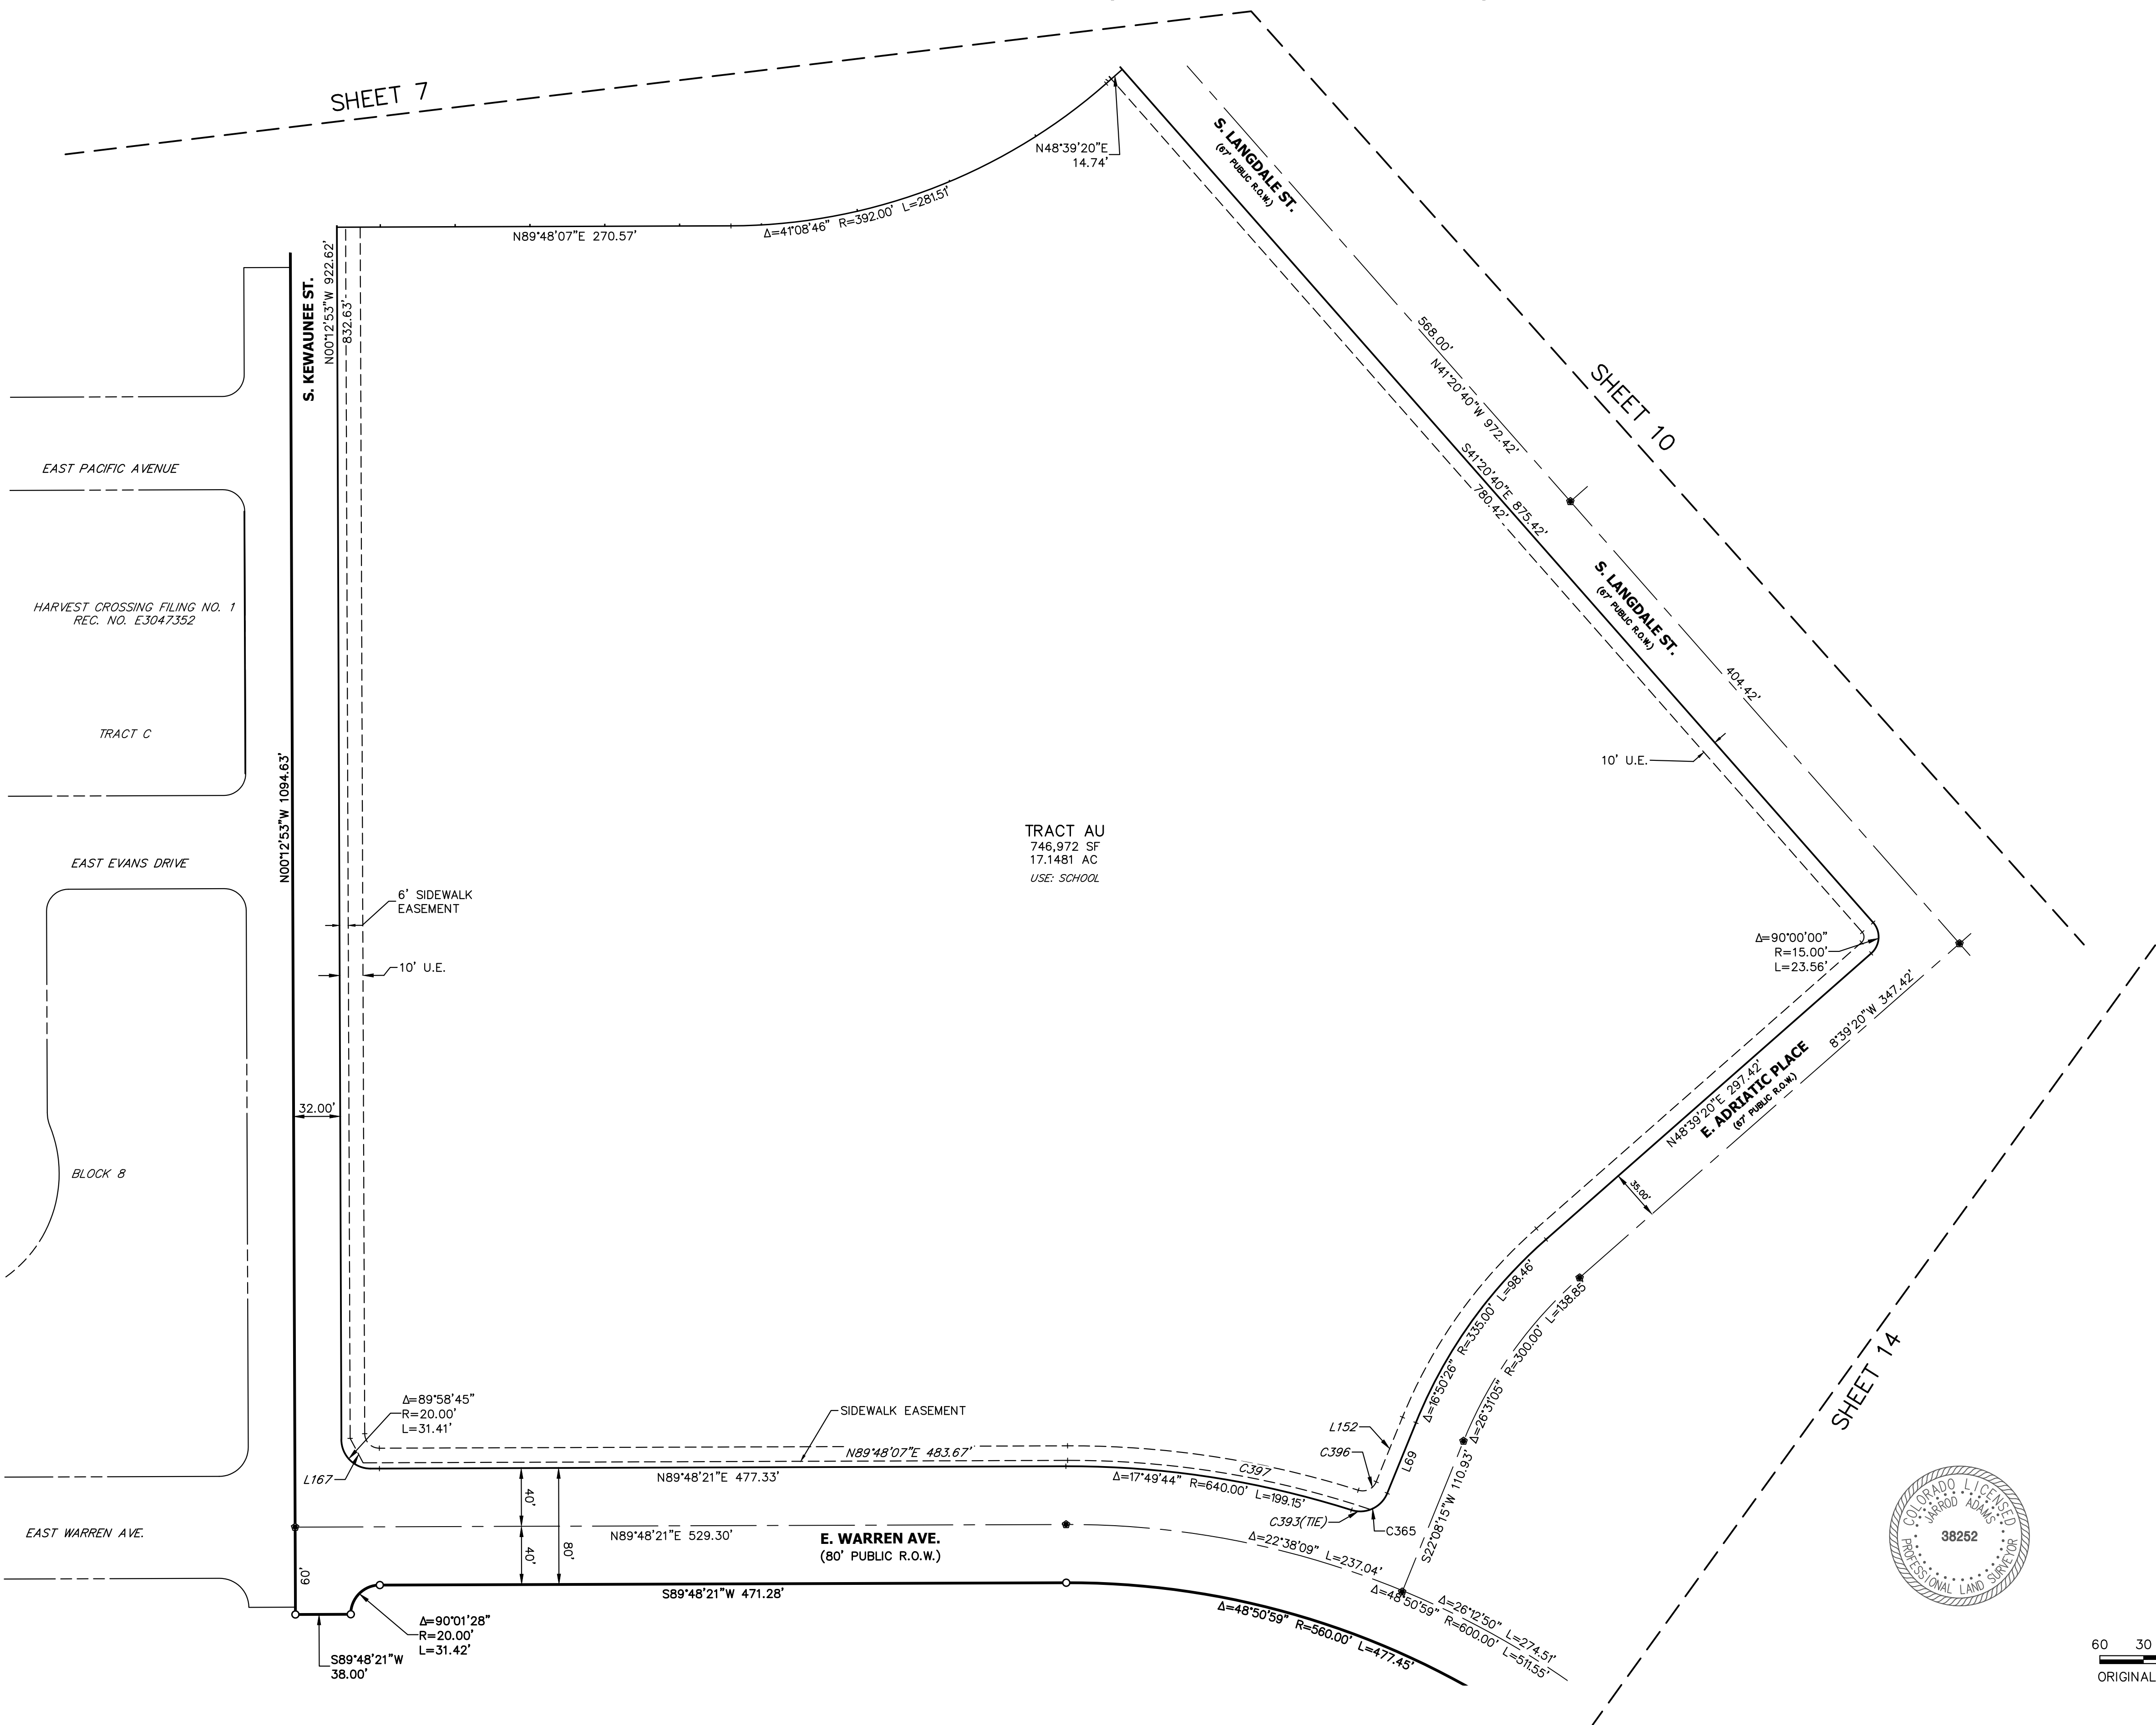 SHEET 7
N48°39'20"E
14.74'
S. LANGDALE ST.
(67' PUBLIC R.O.W.)
N89°48'07"E 270.57'
Δ=41°08'46" R=392.00' L=281.51'
S. KEWAUNEE ST.
N00°12'53"W 922.62'
832.63'
568.00'
N41°20'40"W 972.42'
SHEET 10
S41°20'40"E 875.42'
780.42'
EAST PACIFIC AVENUE
S. LANGDALE ST.
(67' PUBLIC R.O.W.)
HARVEST CROSSING FILING NO. 1
REC. NO. E3047352
404.42'
TRACT C
10' U.E.
N00°12'53"W 1094.63'
TRACT AU
746,972 SF
17.1481 AC
USE: SCHOOL
EAST EVANS DRIVE
6' SIDEWALK
EASEMENT
10' U.E.
Δ=90°00'00"
R=15.00'
L=23.56'
8°39'20"W 347.42'
N48°39'20"E 297.42'
E. ADRIATIC PLACE
(67' PUBLIC R.O.W.)
32.00'
BLOCK 8
35.00'
Δ=16°50'26" R=335.00' L=98.46'
Δ=26°31'05" R=300.00' L=138.85'
SHEET 14
Δ=89°58'45"
R=20.00'
L=31.41'
SIDEWALK EASEMENT
L152
C396
N89°48'07"E 483.67'
C397
L69
L167
N89°48'21"E 477.33'
Δ=17°49'44" R=640.00' L=199.15'
S22°08'15"W 110.93'
40'
C393(TIE)
C365
EAST WARREN AVE.
N89°48'21"E 529.30'
E. WARREN AVE.
(80' PUBLIC R.O.W.)
40'
80'
Δ=22°38'09" L=237.04'
60'
S89°48'21"W 471.28'
Δ=26°12'50" L=274.51'
Δ=48°50'59" R=600.00' L=511.55'
Δ=48°50'59" R=560.00' L=477.45'
Δ=90°01'28"
R=20.00'
L=31.42'
S89°48'21"W
38.00'
COLORADO LICENSED
JARROD ADAMS
38252
PROFESSIONAL LAND SURVEYOR
60 30
ORIGINAL